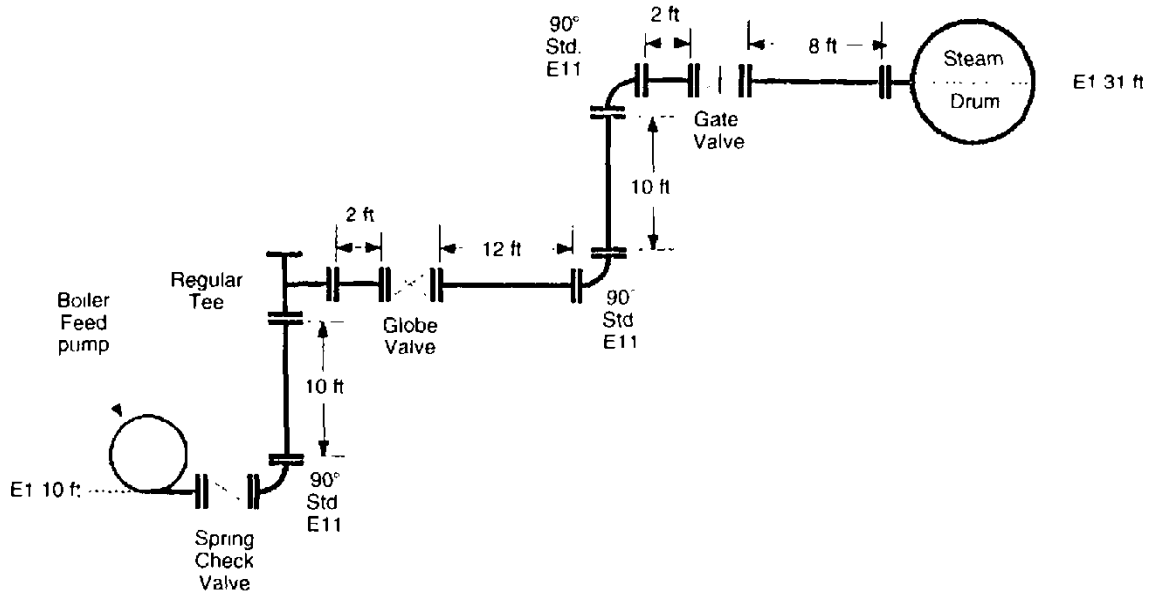 90°
Std.
E11
2 ft
8 ft
Steam
Drum
E1 31 ft
Gate
Valve
10 ft
2 ft
12 ft
Regular
Tee
Globe
Valve
90°
Std
E11
Boiler
Feed
pump
10 ft
E1 10 ft
90°
Std
E11
Spring
Check
Valve